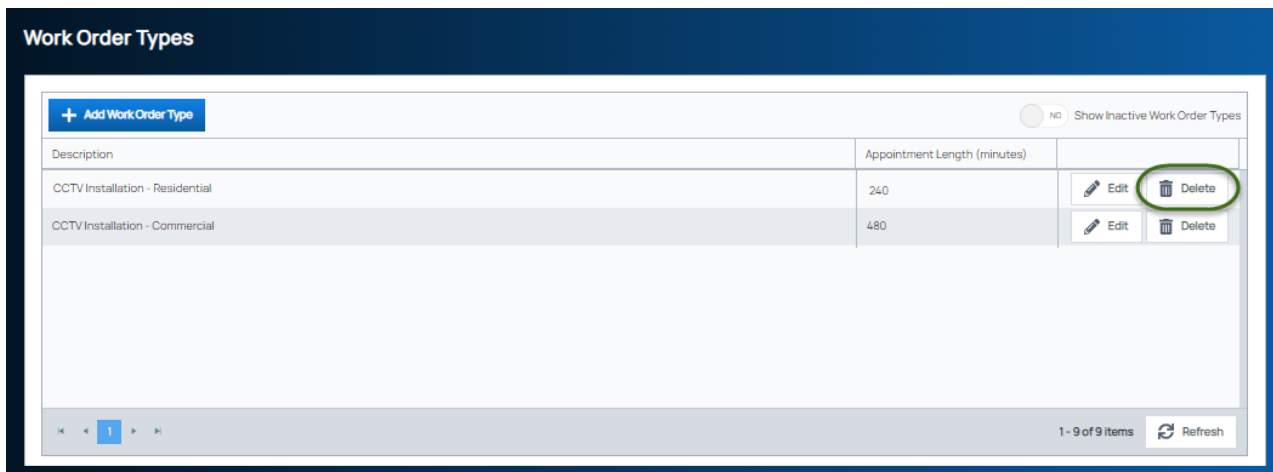 Work Order Types
Add Work Order Type
NO Show Inactive Work Order Types
Description Appointment Length (minutes)
CCTV Installation - Residential 240 Edit Delete
CCTV Installation - Commercial 480 Edit Delete
1 1 - 9 of 9 items Refresh